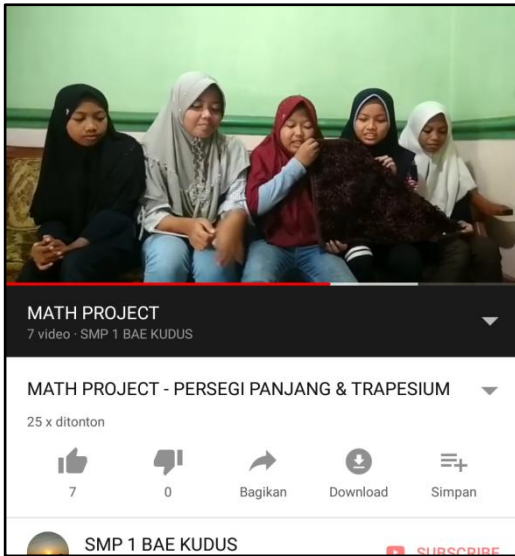 MATH PROJECT
7 video · SMP 1 BAE KUDUS
MATH PROJECT - PERSEGI PANJANG & TRAPESIUM
25 x ditonton
7
0
Bagikan
Download
Simpan
SMP 1 BAE KUDUS
SUBSCRIBE